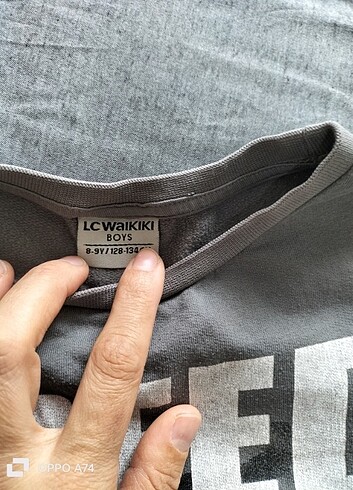 LC WAIKIKI
BOYS
8-9Y/128-134
OPPO A74